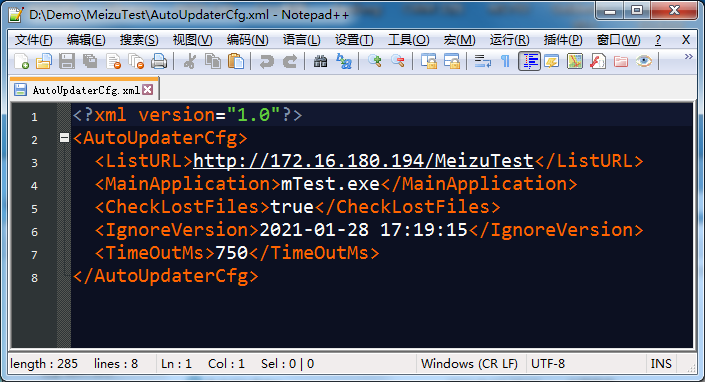 D:\Demo\MeizuTest\AutoUpdaterCfg.xml - Notepad++
文件(F) 编辑(E) 搜索(S) 视图(V) 编码(N) 语言(L) 设置(T) 工具(O) 宏(M) 运行(R) 插件(P) 窗口(W) ? X
AutoUpdaterCfg.xml
1 <?xml version="1.0"?>
2 <AutoUpdaterCfg>
3 <ListURL>http://172.16.180.194/MeizuTest</ListURL>
4 <MainApplication>mTest.exe</MainApplication>
5 <CheckLostFiles>true</CheckLostFiles>
6 <IgnoreVersion>2021-01-28 17:19:15</IgnoreVersion>
7 <TimeOutMs>750</TimeOutMs>
8 </AutoUpdaterCfg>
length : 285 lines : 8 Ln : 1 Col : 1 Sel : 0 | 0 Windows (CR LF) UTF-8 INS